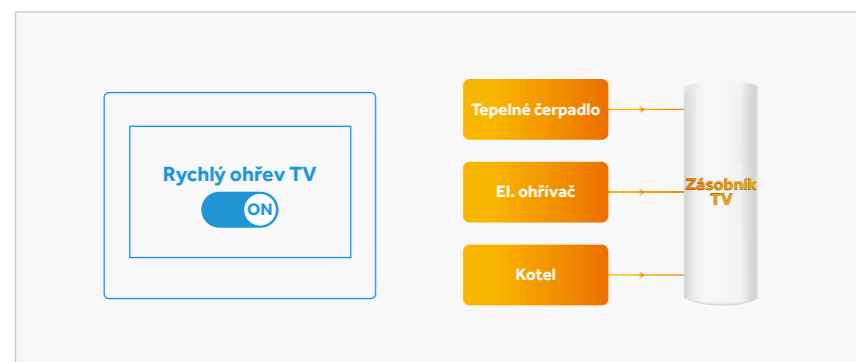 Rychlý ohřev TV
ON
Tepelné čerpadlo
El. ohřívač
Kotel
Zásobník
TV